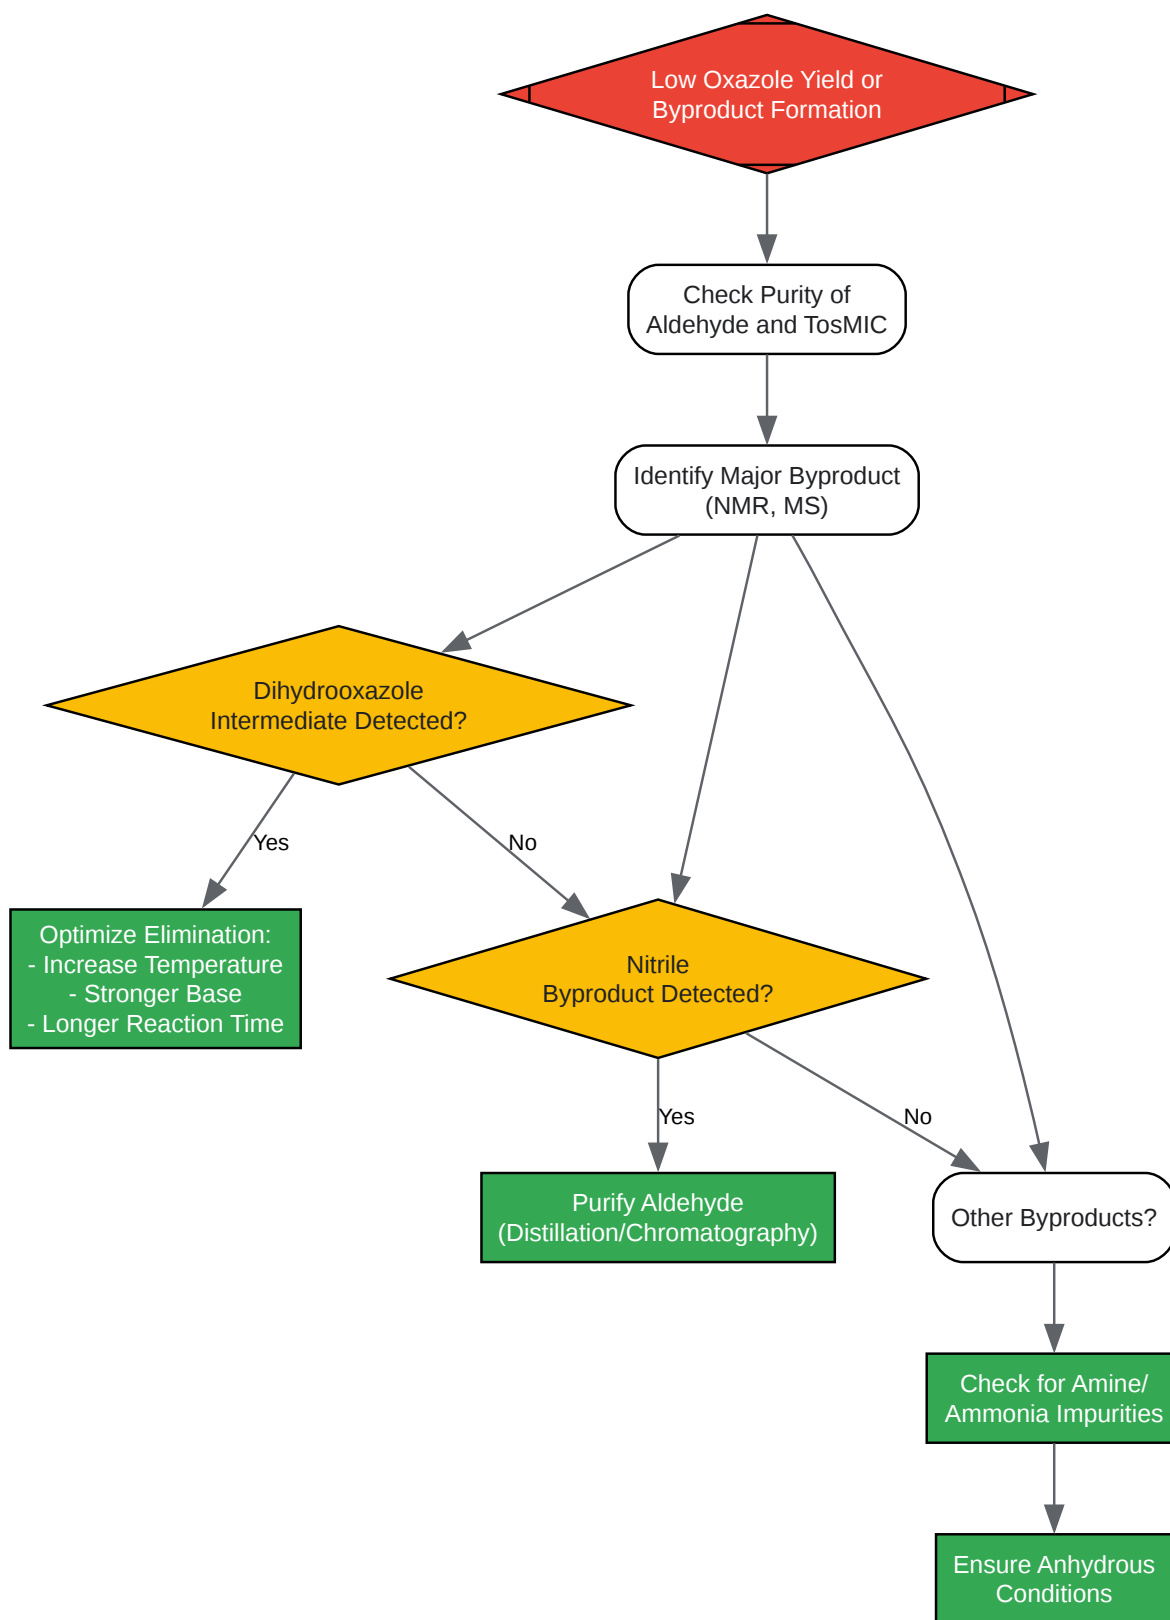 Low Oxazole Yield or
Byproduct Formation
Check Purity of
Aldehyde and TosMIC
Identify Major Byproduct
(NMR, MS)
Dihydrooxazole
Intermediate Detected?
Yes
No
Optimize Elimination:
- Increase Temperature
- Stronger Base
- Longer Reaction Time
Nitrile
Byproduct Detected?
Yes
No
Purify Aldehyde
(Distillation/Chromatography)
Other Byproducts?
Check for Amine/
Ammonia Impurities
Ensure Anhydrous
Conditions